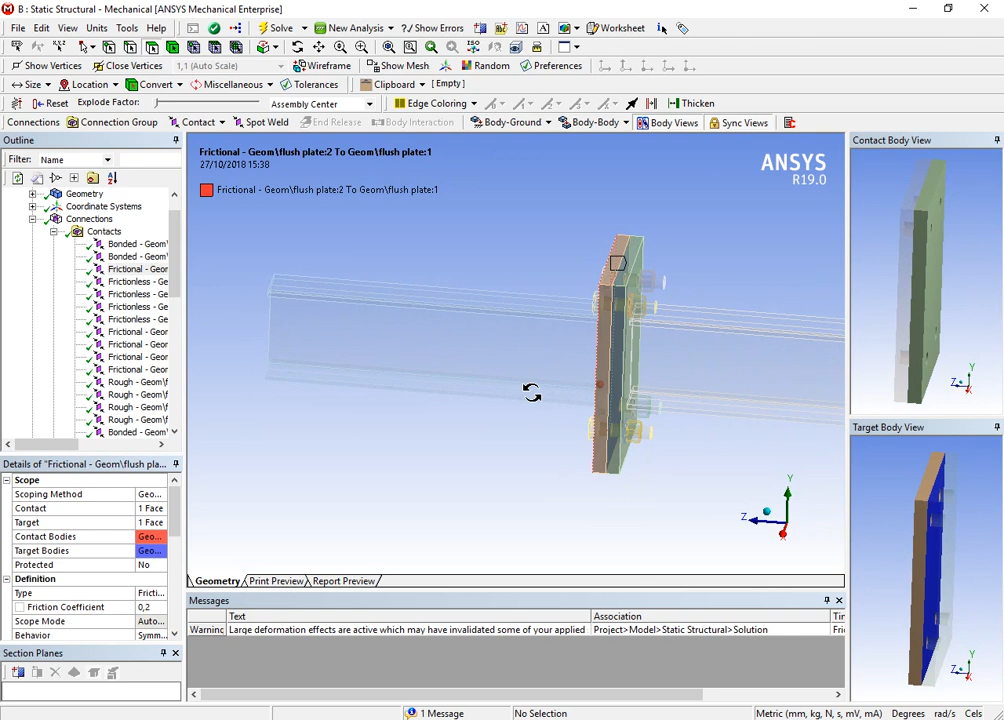 B : Static Structural - Mechanical [ANSYS Mechanical Enterprise]
File Edit View Units Tools Help Solve New Analysis ? Show Errors Worksheet
Show Vertices Close Vertices 1,1 (Auto Scale) Wireframe Show Mesh Random Preferences
Size Location Convert Miscellaneous Tolerances Clipboard [ Empty ]
Reset Explode Factor: Assembly Center Edge Coloring Thicken
Connections Connection Group Contact Spot Weld End Release Body Interaction Body-Ground Body-Body Body Views Sync Views
Outline
Filter: Name
Geometry
Coordinate Systems
Connections
Contacts
Bonded - Geom\
Bonded - Geom\
Frictional - Geor
Frictionless - Ge
Frictionless - Ge
Frictionless - Ge
Frictionless - Ge
Frictional - Geor
Frictional - Geor
Frictional - Geor
Frictional - Geor
Rough - Geom\f
Rough - Geom\f
Rough - Geom\f
Rough - Geom\f
Bonded - Geom\
Details of "Frictional - Geom\flush pla...
Scope
Scoping Method Geo...
Contact 1 Face
Target 1 Face
Contact Bodies Geo...
Target Bodies Geo...
Protected No
Definition
Type Fricti...
Friction Coefficient 0,2
Scope Mode Auto...
Behavior Symm...
Section Planes
Frictional - Geom\flush plate:2 To Geom\flush plate:1
27/10/2018 15:38
Frictional - Geom\flush plate:2 To Geom\flush plate:1
ANSYS
R19.0
Y
Z
X
Geometry Print Preview Report Preview
Messages
Text Association Tir
Warning Large deformation effects are active which may have invalidated some of your applied Project>Model>Static Structural>Solution Fri
Contact Body View
Y
Z
X
Target Body View
Y
Z
X
1 Message No Selection Metric (mm, kg, N, s, mV, mA) Degrees rad/s Cels